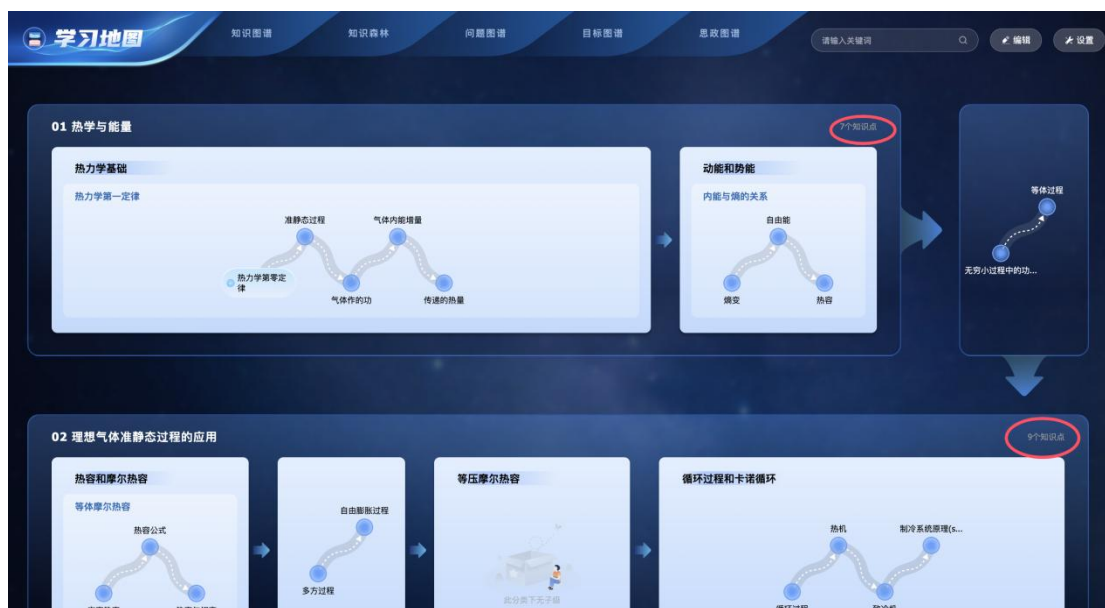 学习地图
知识图谱
知识森林
问题图谱
目标图谱
思政图谱
请输入关键词
编辑
设置
01 热学与能量
7个知识点
热力学基础
热力学第一定律
准静态过程
气体内能增量
热力学第零定
律
气体作的功
传递的热量
动能和势能
内能与熵的关系
自由能
熵变
热容
等体过程
无穷小过程中的功...
02 理想气体准静态过程的应用
9个知识点
热容和摩尔热容
等体摩尔热容
热容公式
自由膨胀过程
多方过程
等压摩尔热容
此分类下无子级
循环过程和卡诺循环
热机
制冷系统原理(s...
循环过程
致冷机